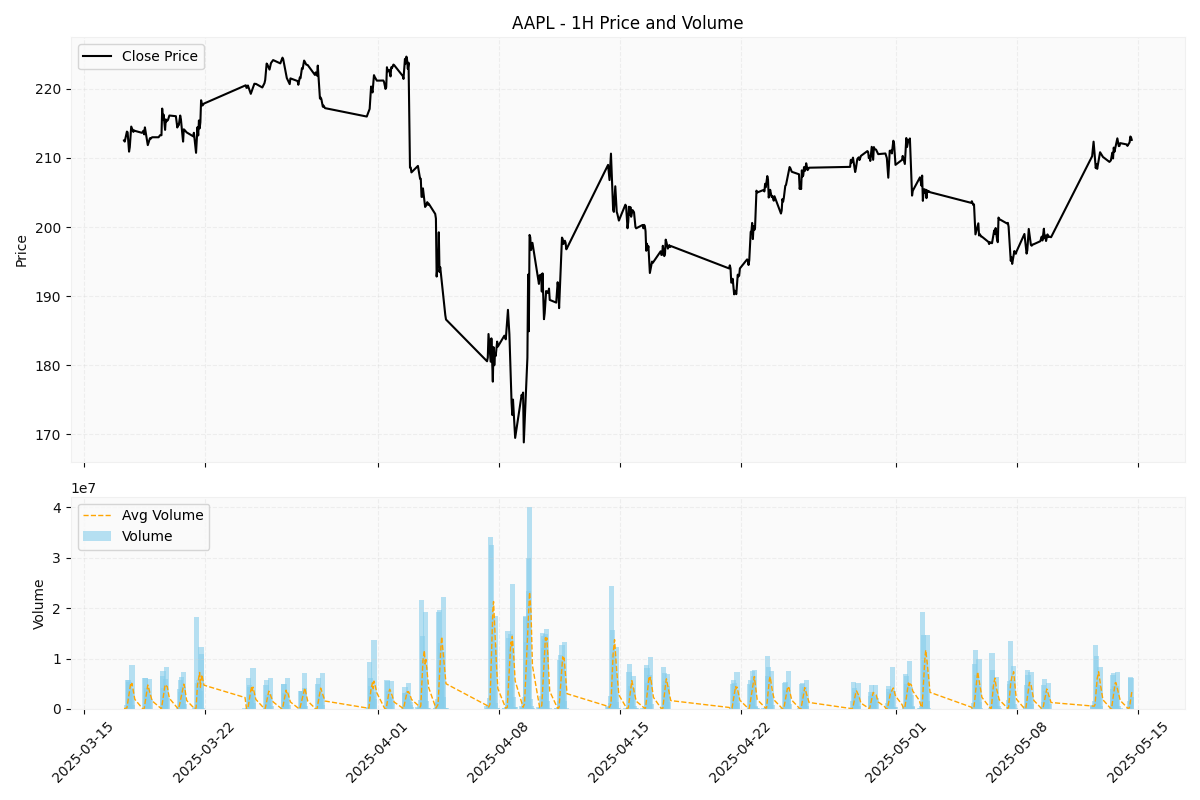 AAPL - 1H Price and Volume
Close Price
Price
220
210
200
190
180
170
1e7
Avg Volume
Volume
Volume
4
3
2
1
0
2025-03-15
2025-03-22
2025-04-01
2025-04-08
2025-04-15
2025-04-22
2025-05-01
2025-05-08
2025-05-15